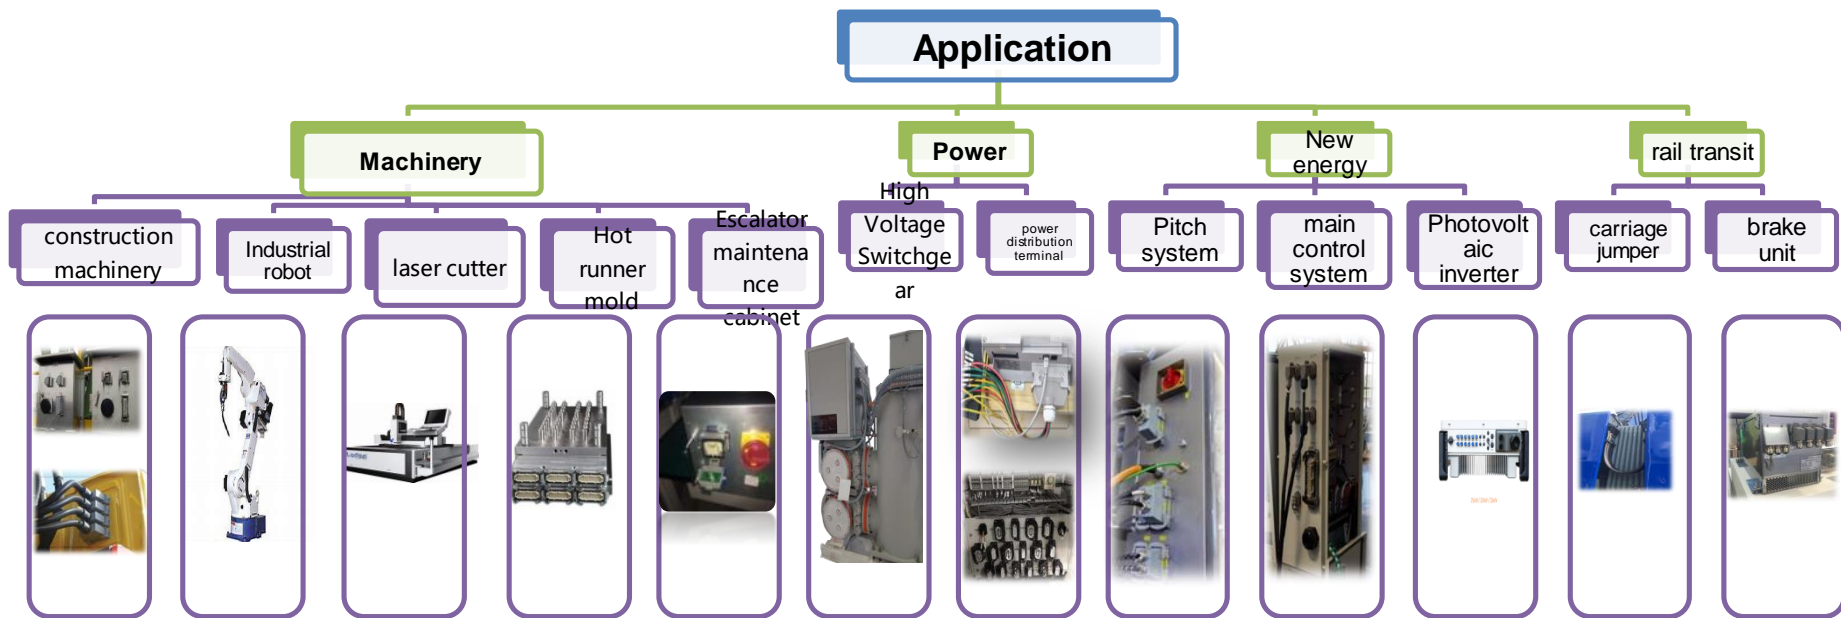 Application
Machinery
Power
New
energy
rail transit
construction
machinery
Industrial
robot
laser cutter
Hot
runner
mold
Escalator
maintena
nce
cabinet
High
Voltage
Switchge
ar
power
distribution
terminal
Pitch
system
main
control
system
Photovolt
aic
inverter
carriage
jumper
brake
unit